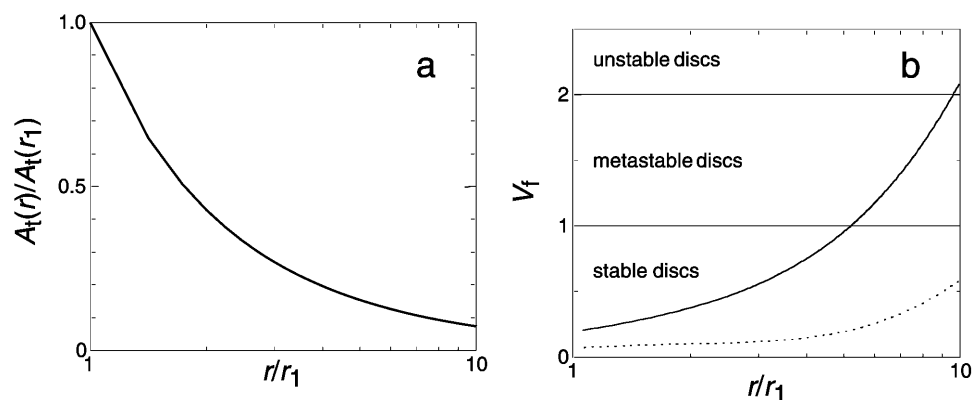 1.0
a
0.5
0
1
10
A_t(r)/A_t(r_1)
r/r_1
unstable discs
b
2
metastable discs
1
stable discs
0
1
10
V_f
r/r_1